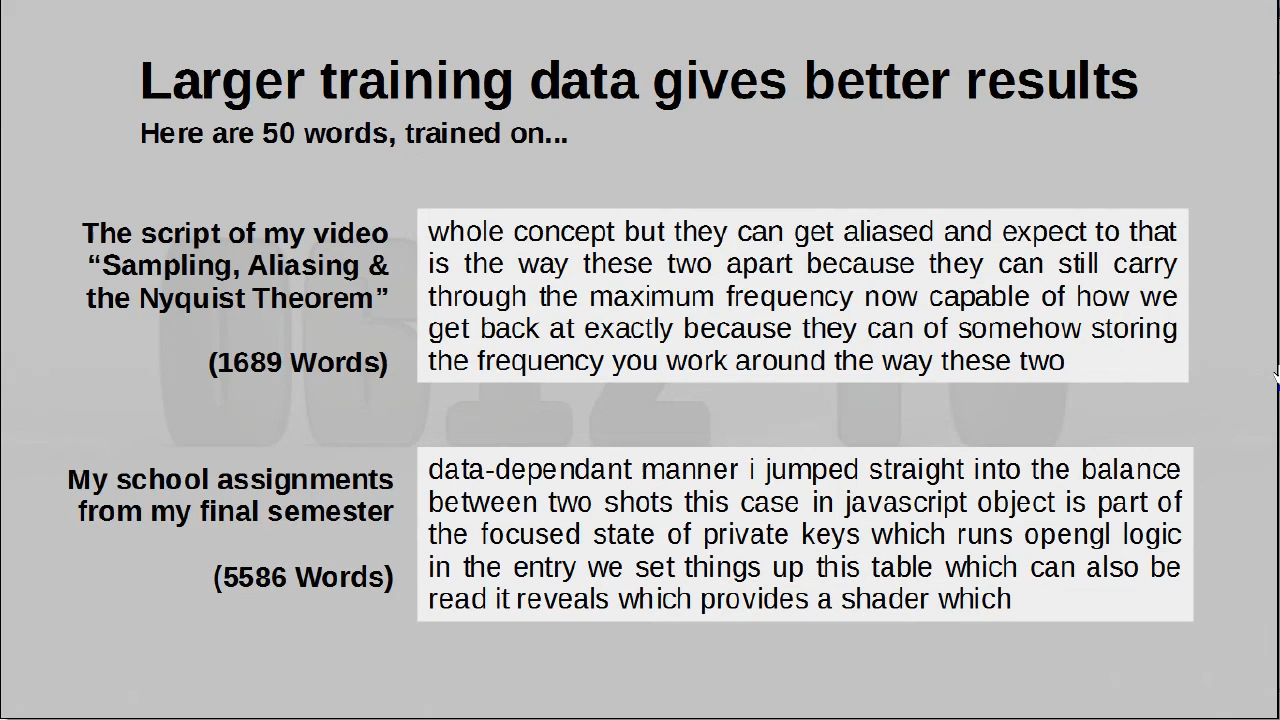 Larger training data gives better results
Here are 50 words, trained on...
The script of my video
“Sampling, Aliasing &
the Nyquist Theorem”
(1689 Words)
whole concept but they can get aliased and expect to that
is the way these two apart because they can still carry
through the maximum frequency now capable of how we
get back at exactly because they can of somehow storing
the frequency you work around the way these two
My school assignments
from my final semester
(5586 Words)
data-dependant manner i jumped straight into the balance
between two shots this case in javascript object is part of
the focused state of private keys which runs opengl logic
in the entry we set things up this table which can also be
read it reveals which provides a shader which